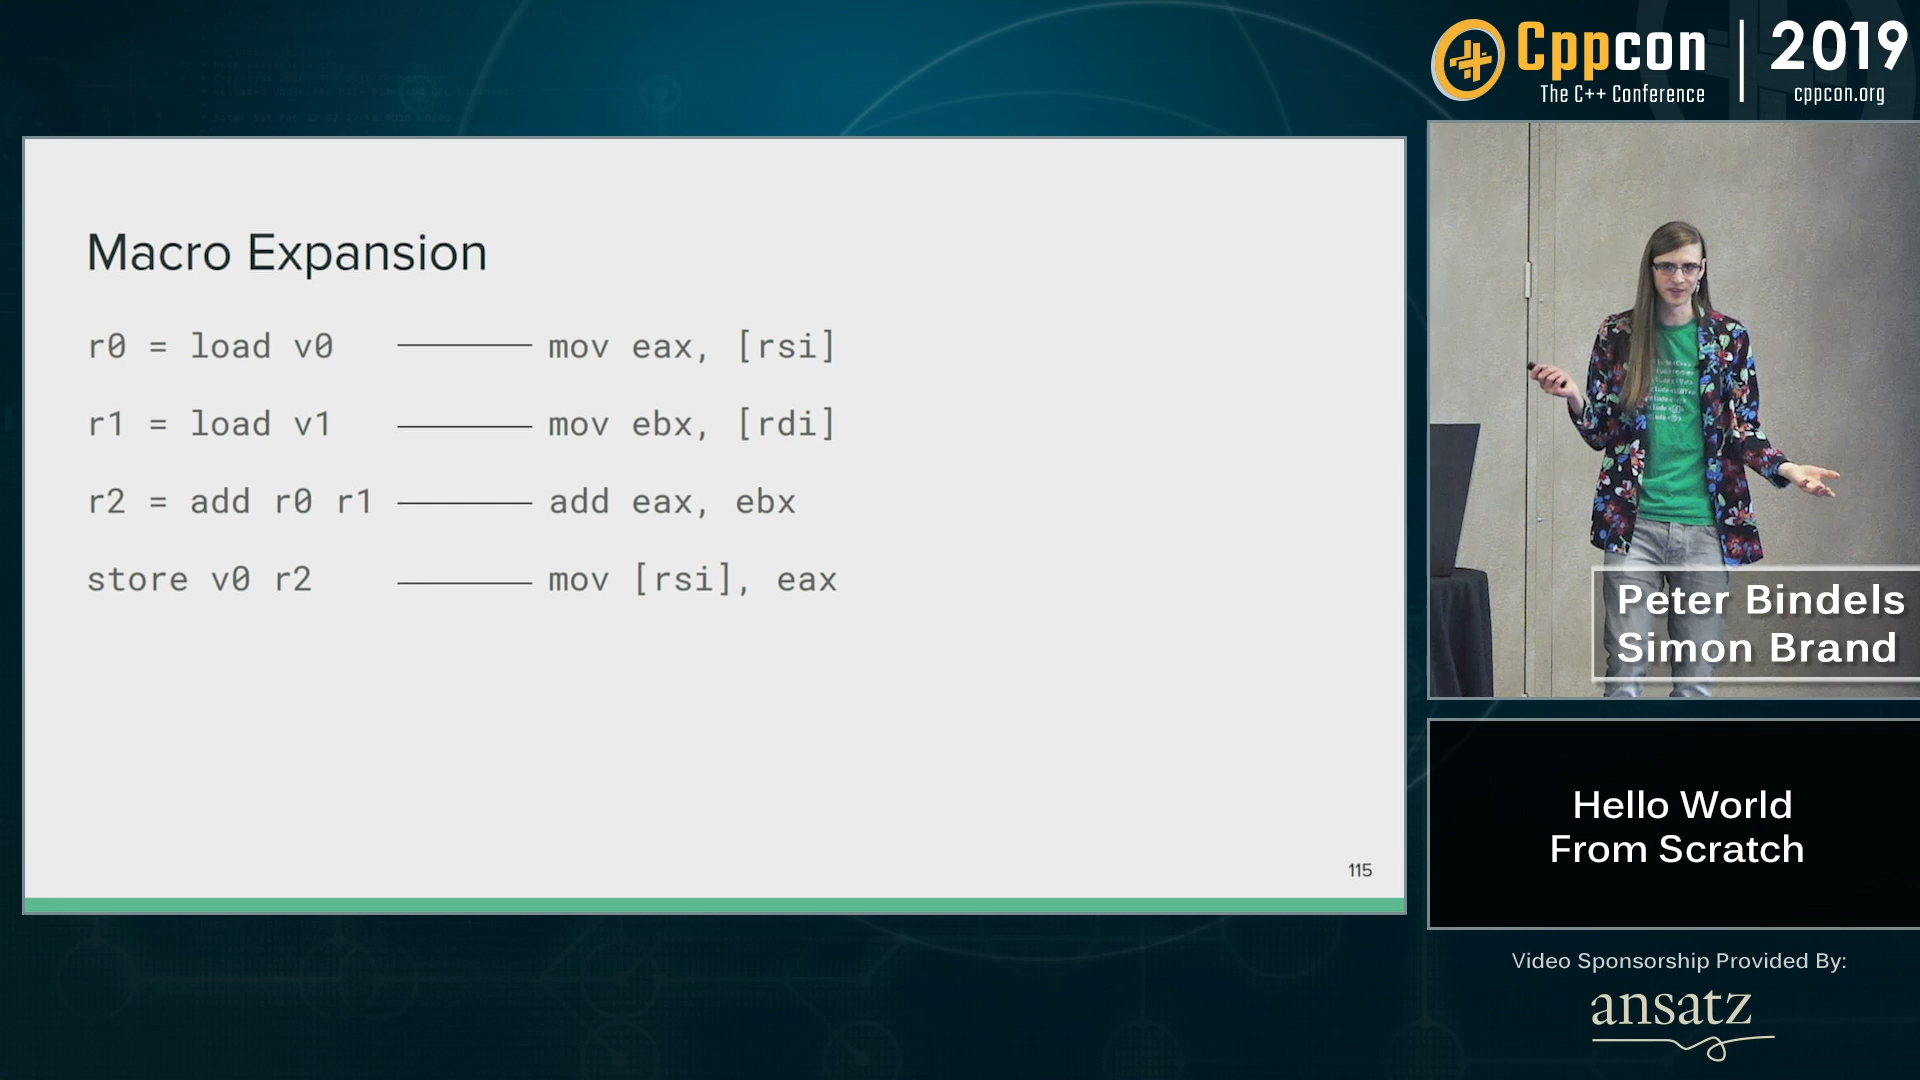 Cppcon | 2019
The C++ Conference
cppcon.org
Macro Expansion
r0 = load v0 mov eax, [rsi]
r1 = load v1 mov ebx, [rdi]
r2 = add r0 r1 add eax, ebx
store v0 r2 mov [rsi], eax
115
Peter Bindels
Simon Brand
Hello World
From Scratch
Video Sponsorship Provided By:
ansatz